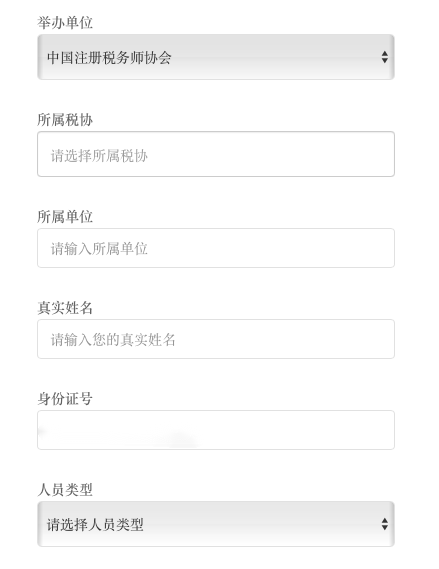 举办单位
中国注册税务师协会
所属税协
请选择所属税协
所属单位
请输入所属单位
真实姓名
请输入您的真实姓名
身份证号
人员类型
请选择人员类型